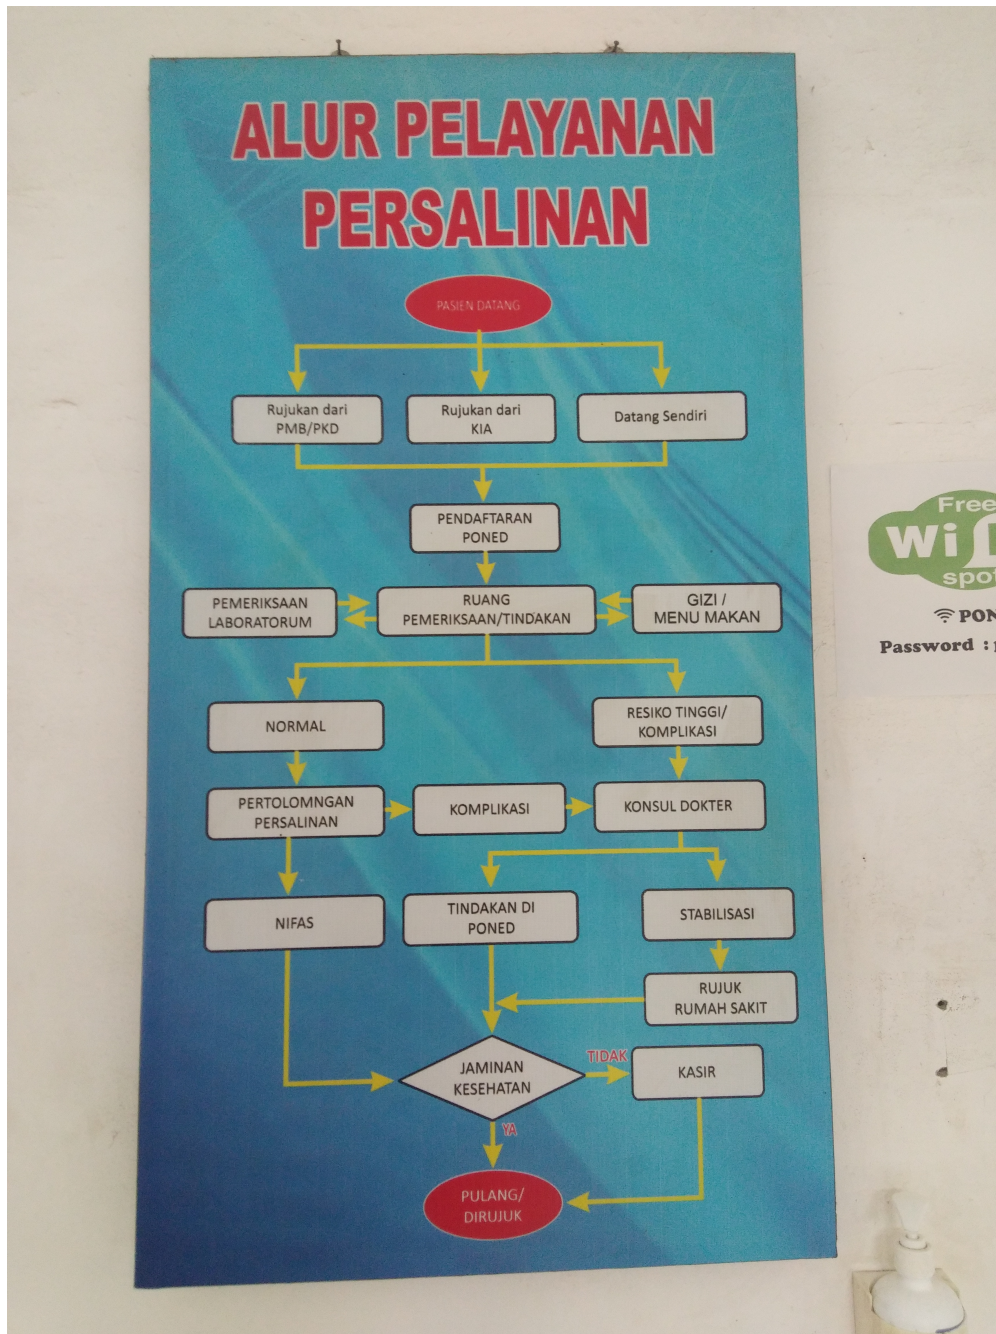 ALUR PELAYANAN
PERSALINAN
PASIEN DATANG
Rujukan dari
PMB/PKD
Rujukan dari
KIA
Datang Sendiri
PENDAFTARAN
PONED
PEMERIKSAAN
LABORATORUM
RUANG
PEMERIKSAAN/TINDAKAN
GIZI /
MENU MAKAN
NORMAL
RESIKO TINGGI/
KOMPLIKASI
PERTOLOMNGAN
PERSALINAN
KOMPLIKASI
KONSUL DOKTER
NIFAS
TINDAKAN DI
PONED
STABILISASI
RUJUK
RUMAH SAKIT
JAMINAN
KESEHATAN
TIDAK
KASIR
YA
PULANG/
DIRUJUK
Free
Wi
spot
PON
Password :